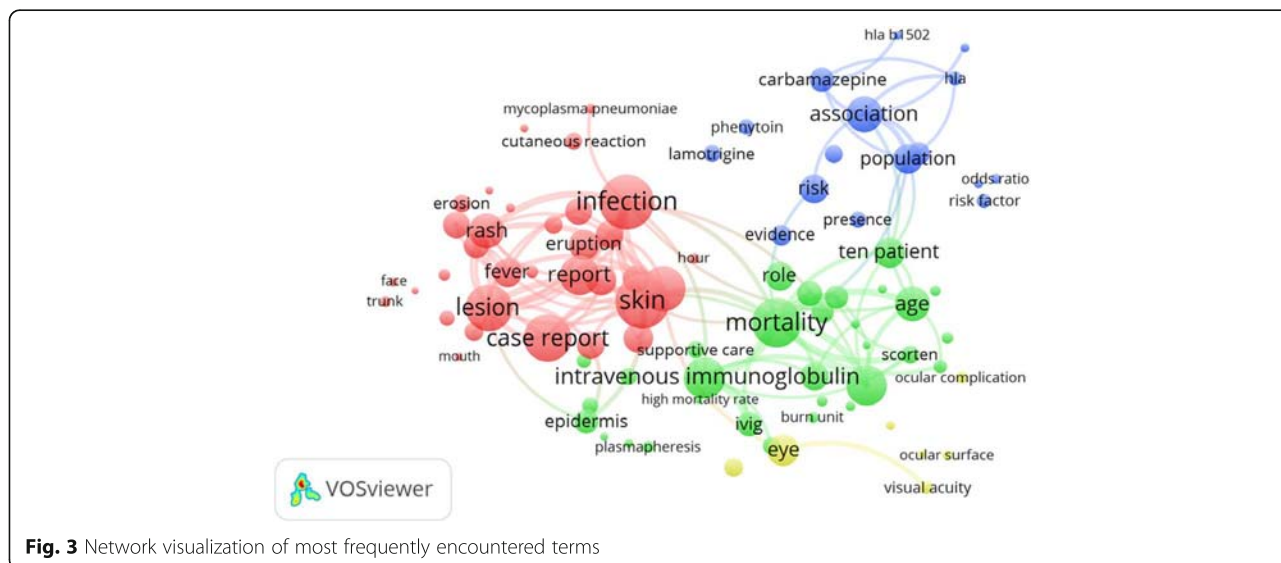 hla b1502
carbamazepine
hla
mycoplasma pneumoniae
association
phenytoin
cutaneous reaction
lamotrigine
population
odds ratio
risk
risk factor
infection
erosion
presence
rash
evidence
eruption
ten patient
hour
fever
report
role
face
trunk
lesion
skin
age
mortality
case report
mouth
supportive care
scorten
intravenous immunoglobulin
ocular complication
high mortality rate
burn unit
epidermis
ivig
plasmapheresis
eye
ocular surface
visual acuity
VOSviewer
Fig. 3 Network visualization of most frequently encountered terms